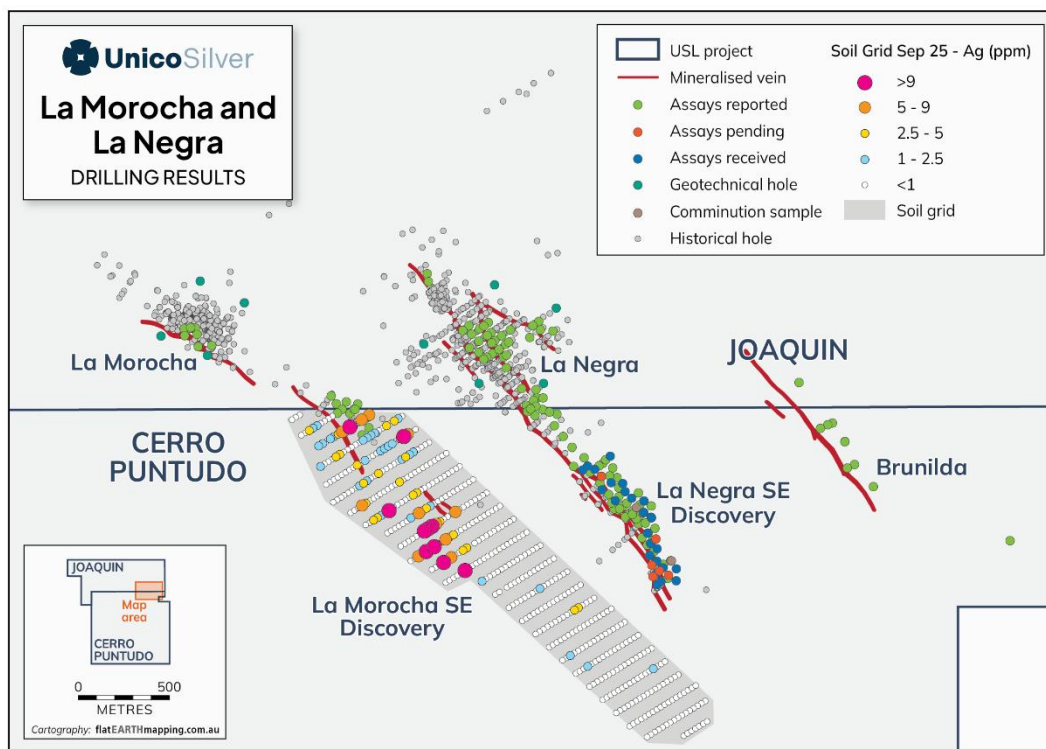 UnicoSilver
La Morocha and
La Negra
DRILLING RESULTS
USL project
Mineralised vein
Assays reported
Assays pending
Assays received
Geotechnical hole
Comminution sample
Historical hole
Soil Grid Sep 25 - Ag (ppm)
>9
5 - 9
2.5 - 5
1 - 2.5
<1
Soil grid
La Morocha
La Negra
JOAQUIN
CERRO
PUNTUDO
Brunilda
La Negra SE
Discovery
La Morocha SE
Discovery
JOAQUIN
Map
area
CERRO
PUNTUDO
0 500
METRES
Cartography: flatEARTHmapping.com.au